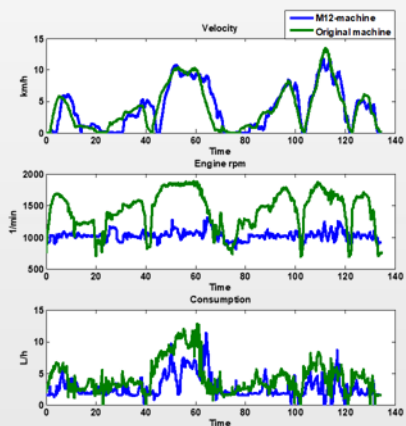 M12-machine
Original machine
Velocity
15
10
5
0
km/h
0 20 40 60 80 100 120 140
Time
Engine rpm
2000
1500
1000
500
1/min
0 20 40 60 80 100 120 140
Time
Consumption
15
10
5
0
L/h
0 20 40 60 80 100 120 140
Time